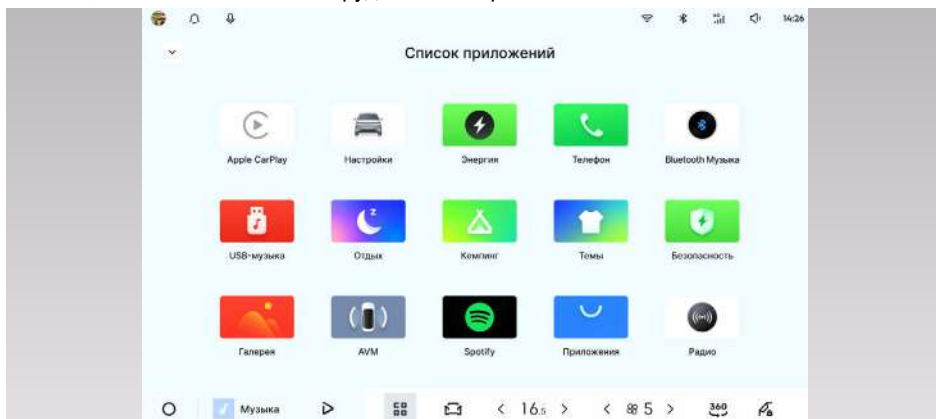 14:26
Список приложений
Apple CarPlay Настройки Энергия Телефон Bluetooth Музыка
USB-музыка Отдых Кемпинг Темы Безопасность
Галерея AVM Spotify Приложения Радио
Музыка < 16.5 > < 5 > 360